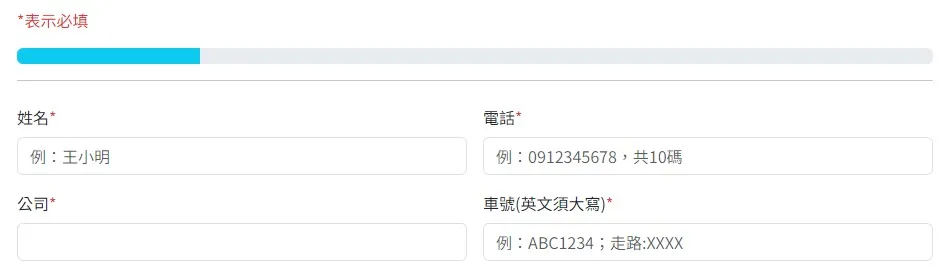 *表示必填
姓名*
電話*
例：王小明
例：0912345678，共10碼
公司*
車號(英文須大寫)*
例：ABC1234；走路:XXXX